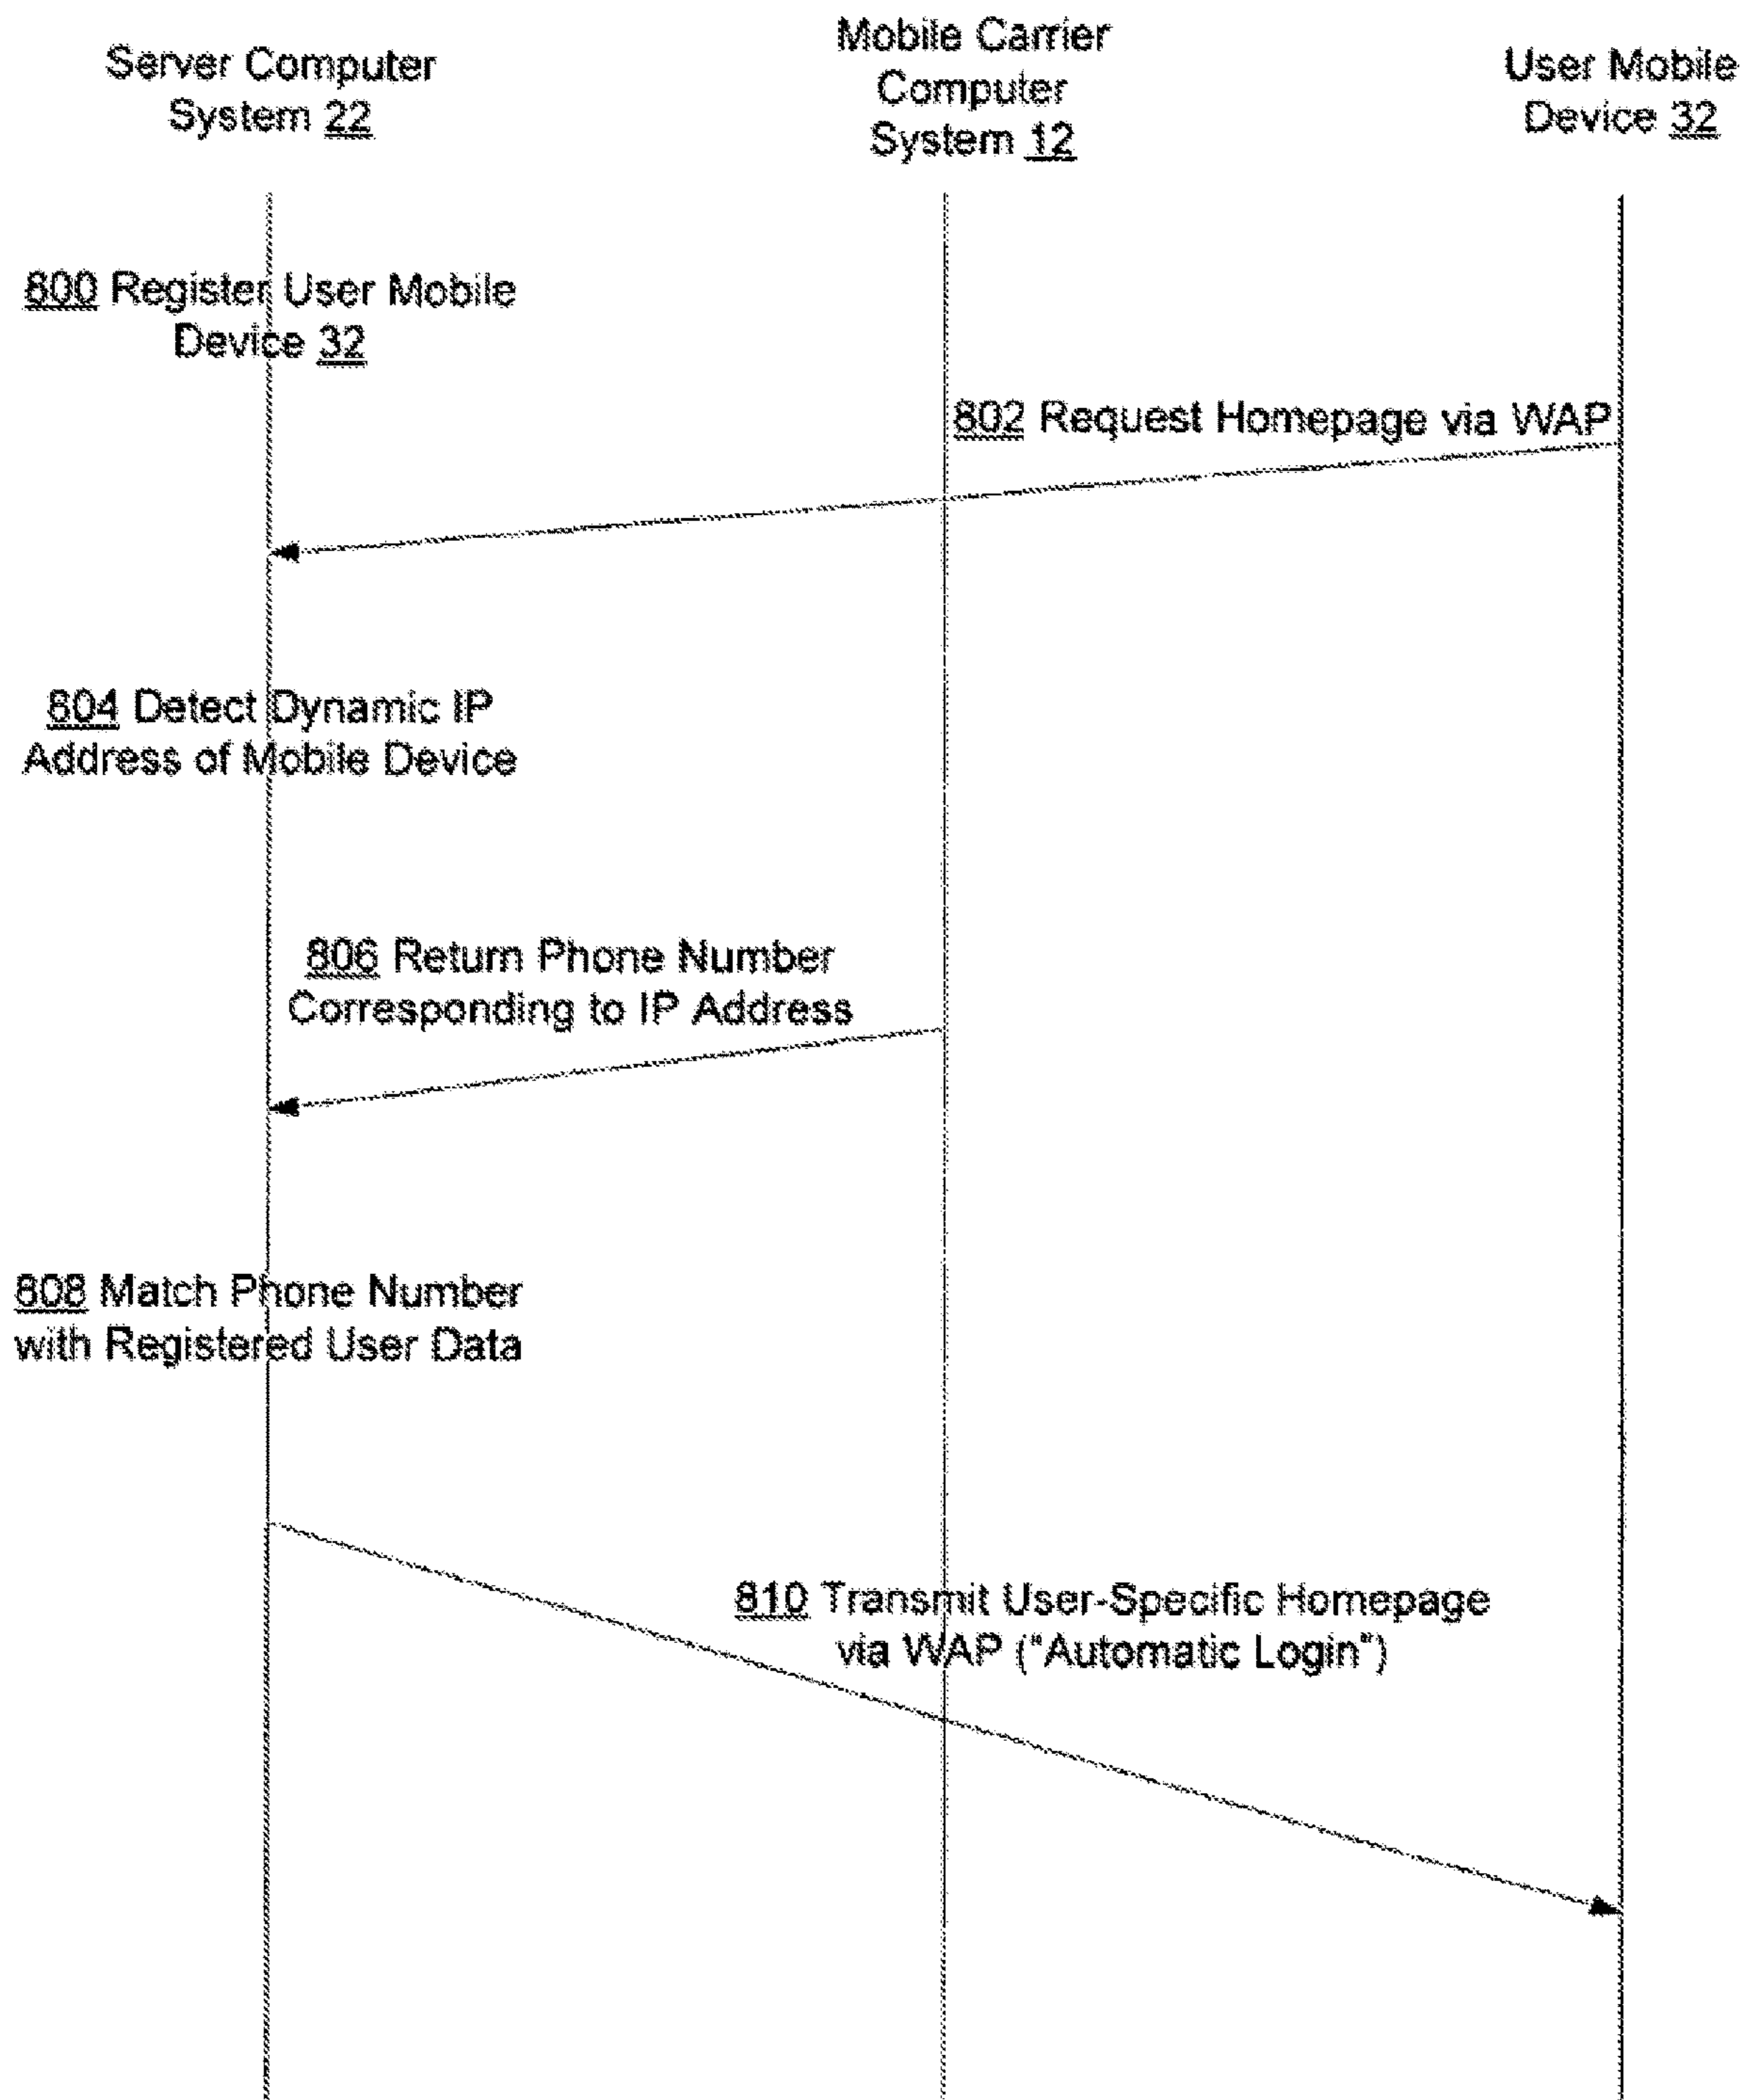 Server Computer
System 22
Mobile Carrier
Computer
System 12
User Mobile
Device 32
800 Register User Mobile
Device 32
802 Request Homepage via WAP
804 Detect Dynamic IP
Address of Mobile Device
806 Return Phone Number
Corresponding to IP Address
808 Match Phone Number
with Registered User Data
810 Transmit User-Specific Homepage
via WAP ("Automatic Login")